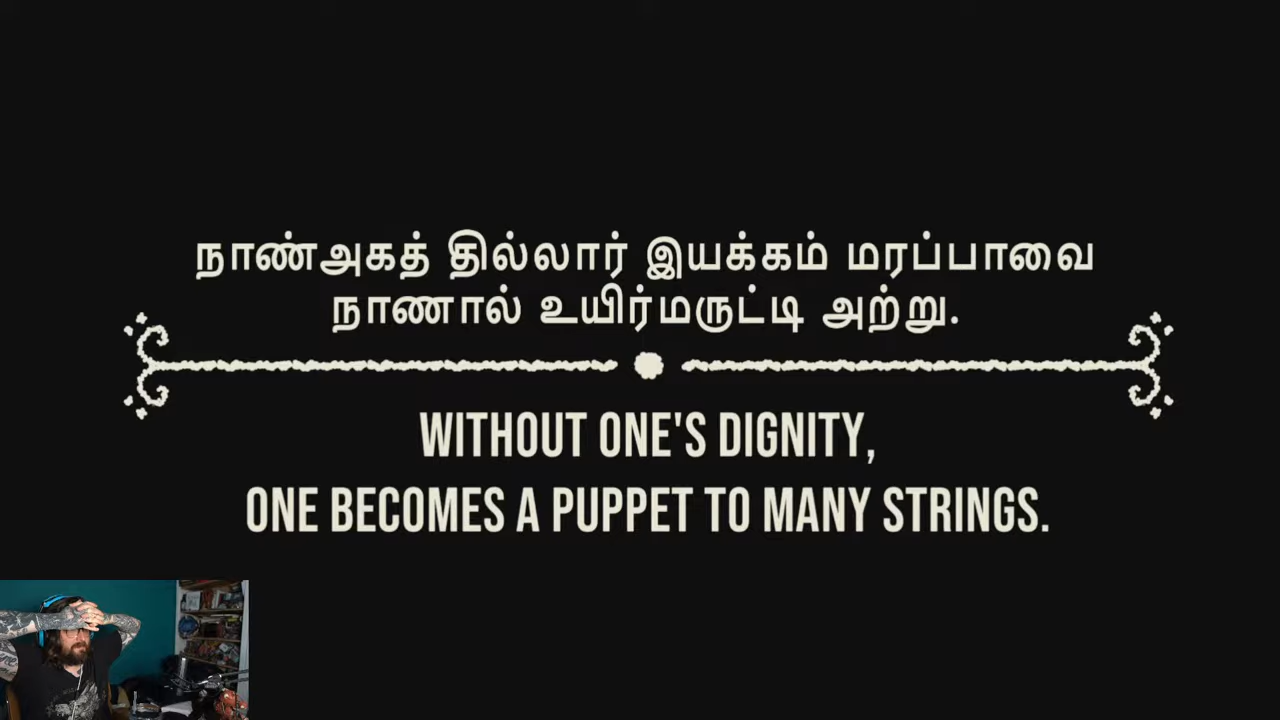 நாண்அகத் தில்லார் இயக்கம் மரப்பாவை
நாணால் உயிர்மருட்டி அற்று.
WITHOUT ONE'S DIGNITY,
ONE BECOMES A PUPPET TO MANY STRINGS.